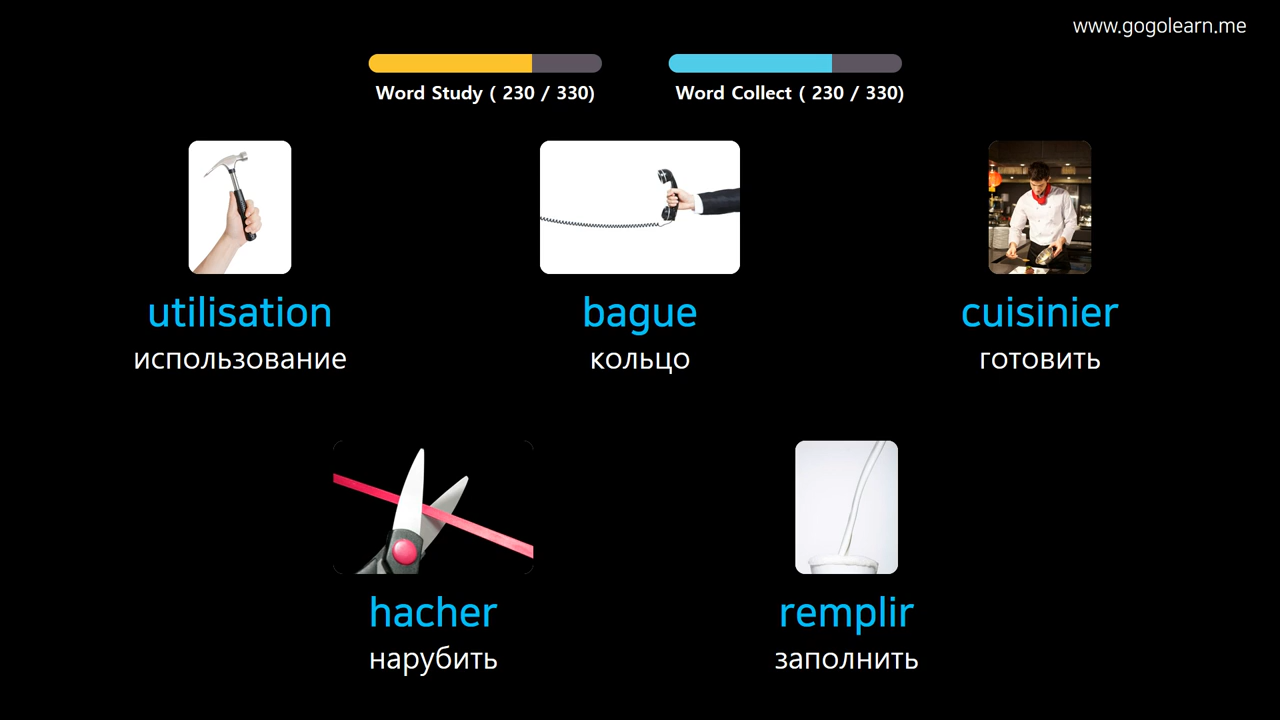 www.gogolearn.me
Word Study ( 230 / 330)
Word Collect ( 230 / 330)
utilisation
использование
bague
кольцо
cuisinier
готовить
hacher
нарубить
remplir
заполнить